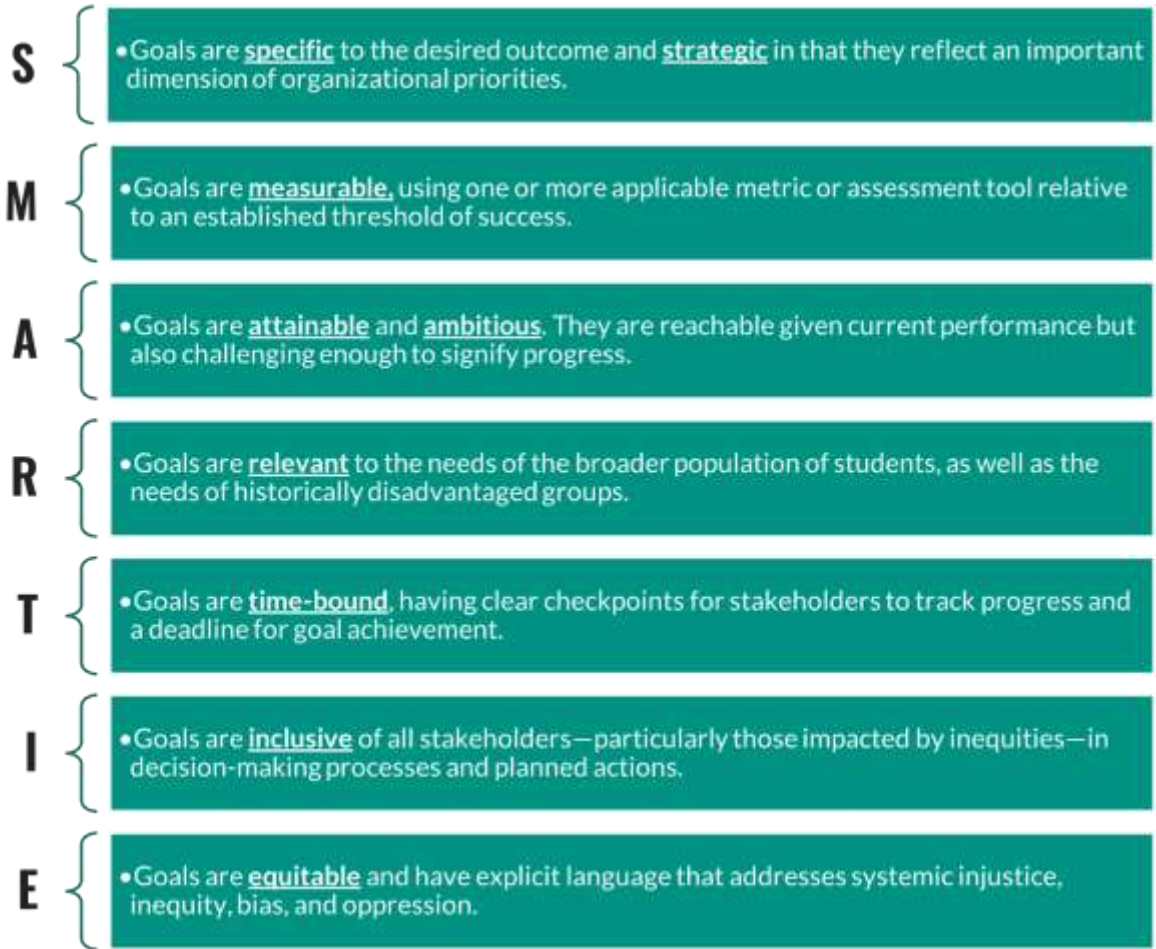 S
•Goals are specific to the desired outcome and strategic in that they reflect an important
dimension of organizational priorities.
M
•Goals are measurable, using one or more applicable metric or assessment tool relative
to an established threshold of success.
A
•Goals are attainable and ambitious. They are reachable given current performance but
also challenging enough to signify progress.
R
•Goals are relevant to the needs of the broader population of students, as well as the
needs of historically disadvantaged groups.
T
•Goals are time-bound, having clear checkpoints for stakeholders to track progress and
a deadline for goal achievement.
I
•Goals are inclusive of all stakeholders—particularly those impacted by inequities—in
decision-making processes and planned actions.
E
•Goals are equitable and have explicit language that addresses systemic injustice,
inequity, bias, and oppression.